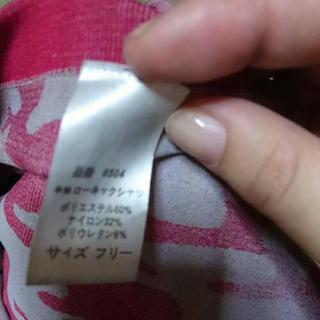 品番 8504
半袖ローネックシャツ
ポリエステル60%
ナイロン32%
ポリウレタン8%
サイズ フリー